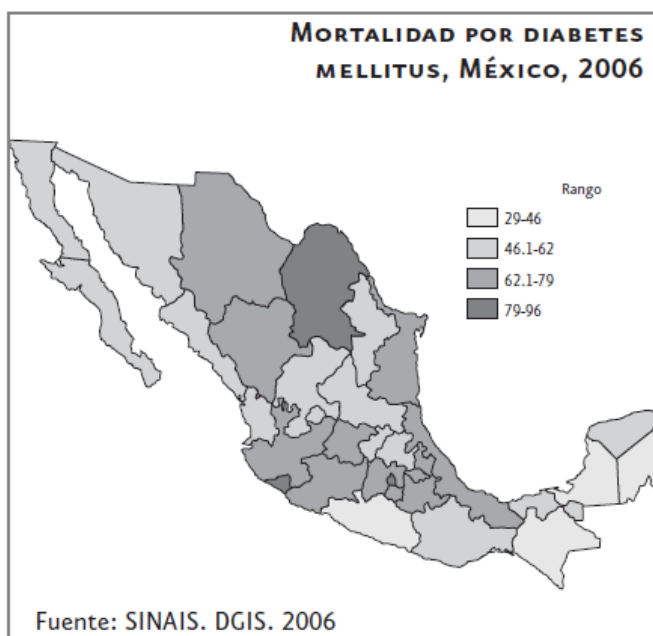 Mortalidad por diabetes
mellitus, México, 2006
Rango
29-46
46.1-62
62.1-79
79-96
Fuente: SINAIS. DGIS. 2006